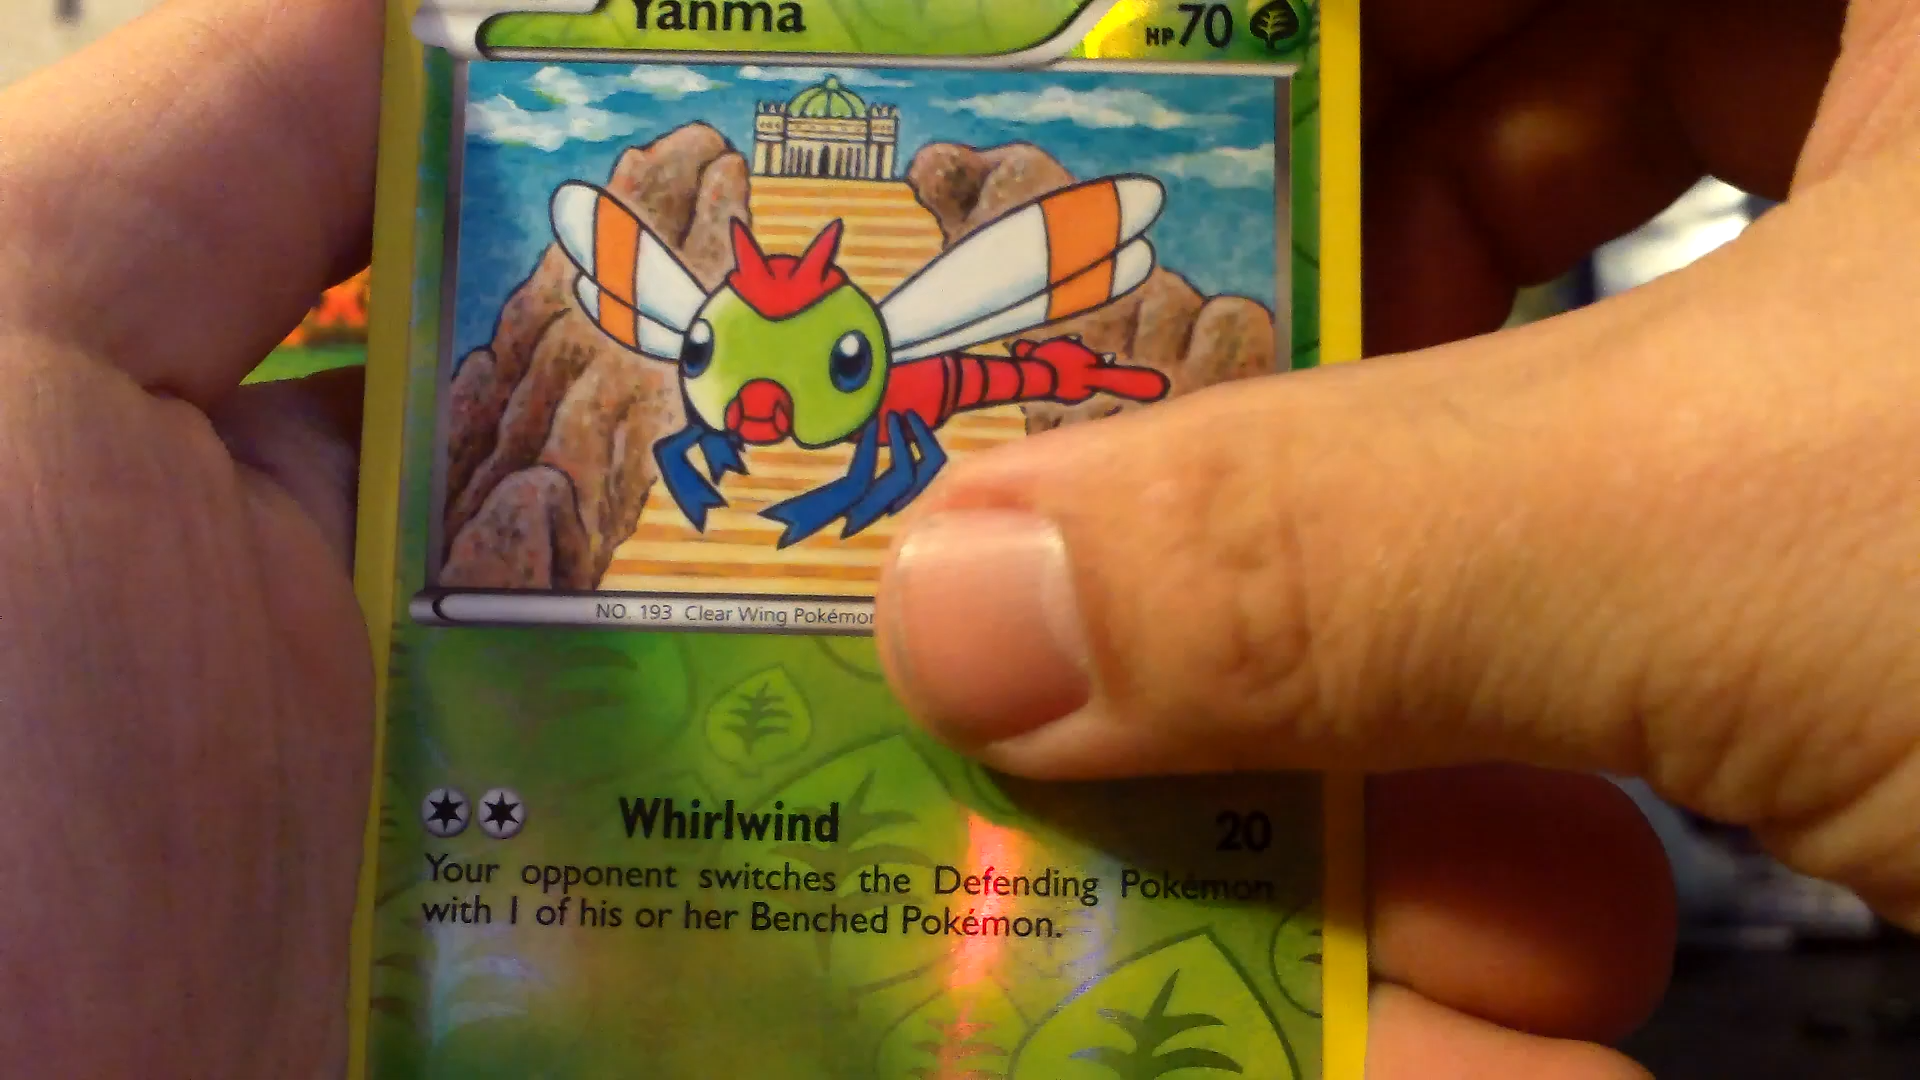 Yanma
HP70
NO. 193 Clear Wing Pokémon
Whirlwind 20
Your opponent switches the Defending Pokémon
with 1 of his or her Benched Pokémon.